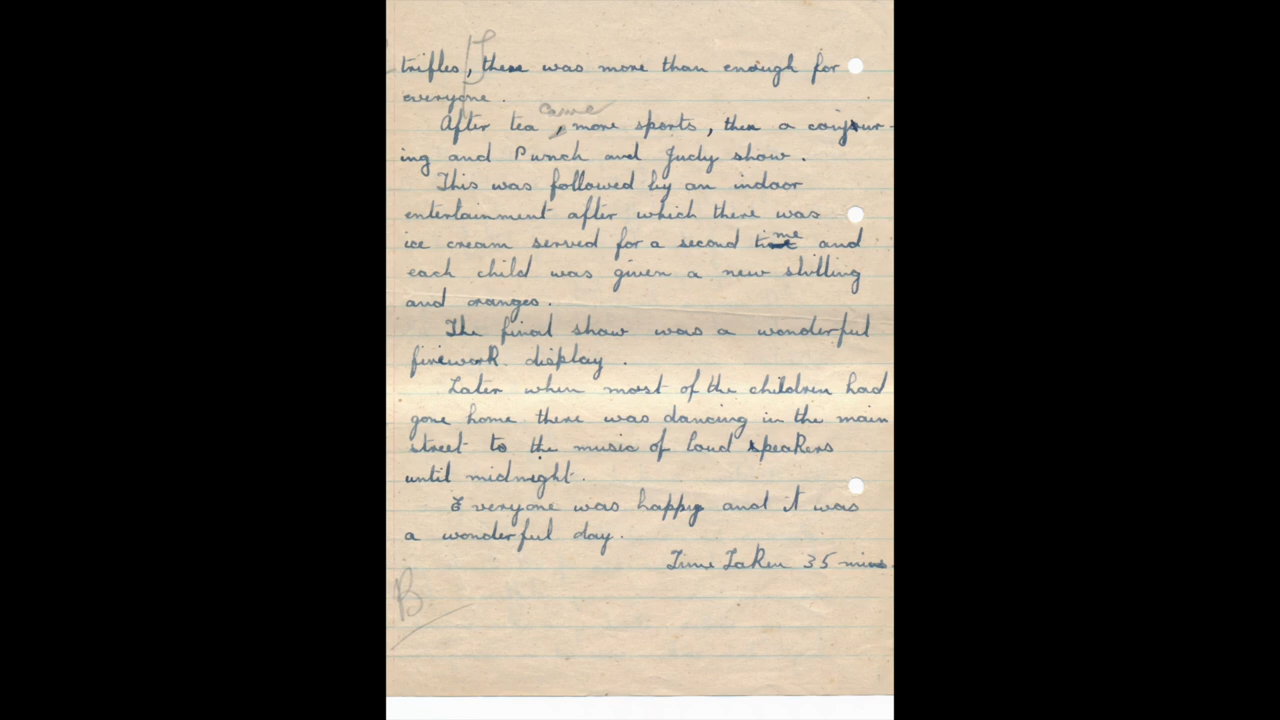 trifles, there was more than enough for
everyone.
came
After tea, more sports, then a conjur-
ing and Punch and Judy show.
This was followed by an indoor
entertainment after which there was
ice cream served for a second time and
each child was given a new shilling
and oranges.
The final show was a wonderful
firework display.
Later when most of the children had
gone home there was dancing in the main
street to the music of loud speakers
until midnight.
Everyone was happy and it was
a wonderful day.
Time Taken 35 mins.
B